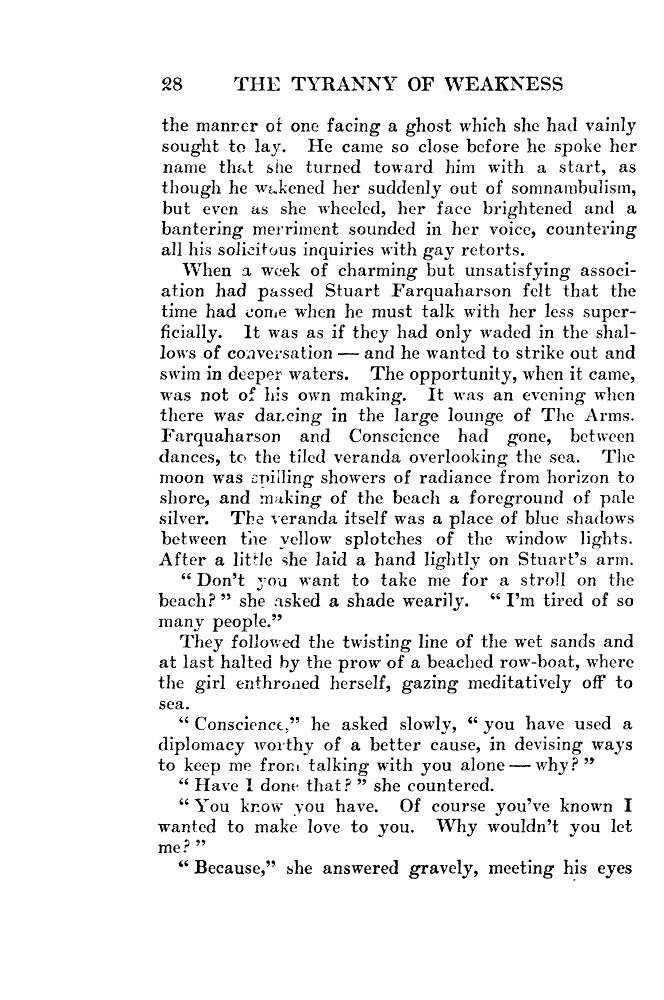 28 THE TYRANNY OF WEAKNESS
the manner of one facing a ghost which she had vainly
sought to lay. He came so close before he spoke her
name that she turned toward him with a start, as
though he wakened her suddenly out of somnambulism,
but even as she wheeled, her face brightened and a
bantering merriment sounded in her voice, countering
all his solicitous inquiries with gay retorts.
When a week of charming but unsatisfying associ-
ation had passed Stuart Farquaharson felt that the
time had come when he must talk with her less super-
ficially. It was as if they had only waded in the shal-
lows of conversation — and he wanted to strike out and
swim in deeper waters. The opportunity, when it came,
was not of his own making. It was an evening when
there was dancing in the large lounge of The Arms.
Farquaharson and Conscience had gone, between
dances, to the tiled veranda overlooking the sea. The
moon was spilling showers of radiance from horizon to
shore, and making of the beach a foreground of pale
silver. The veranda itself was a place of blue shadows
between the yellow splotches of the window lights.
After a little she laid a hand lightly on Stuart's arm.
"Don't you want to take me for a stroll on the
beach?" she asked a shade wearily. "I'm tired of so
many people."
They followed the twisting line of the wet sands and
at last halted by the prow of a beached row-boat, where
the girl enthroned herself, gazing meditatively off to
sea.
"Conscience," he asked slowly, "you have used a
diplomacy worthy of a better cause, in devising ways
to keep me from talking with you alone — why?"
"Have I done that?" she countered.
"You know you have. Of course you've known I
wanted to make love to you. Why wouldn't you let
me?"
"Because," she answered gravely, meeting his eyes